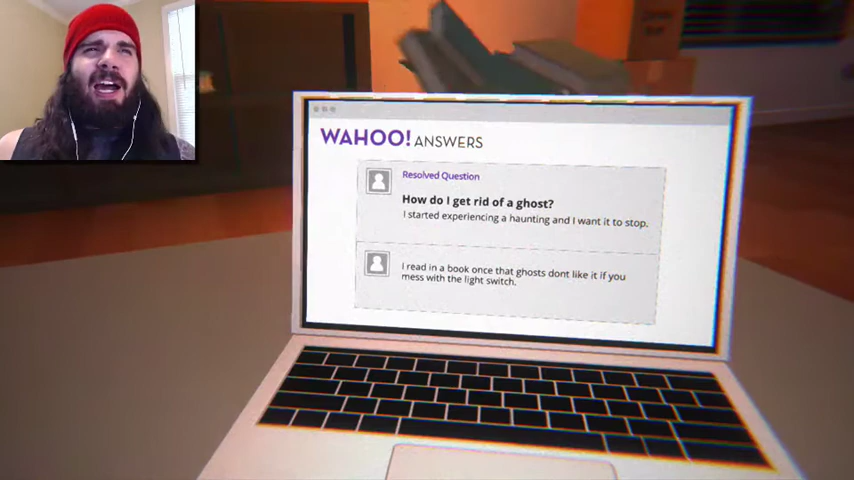 WAHOO! ANSWERS
Resolved Question
How do I get rid of a ghost?
I started experiencing a haunting and I want it to stop.
I read in a book once that ghosts dont like it if you
mess with the light switch.